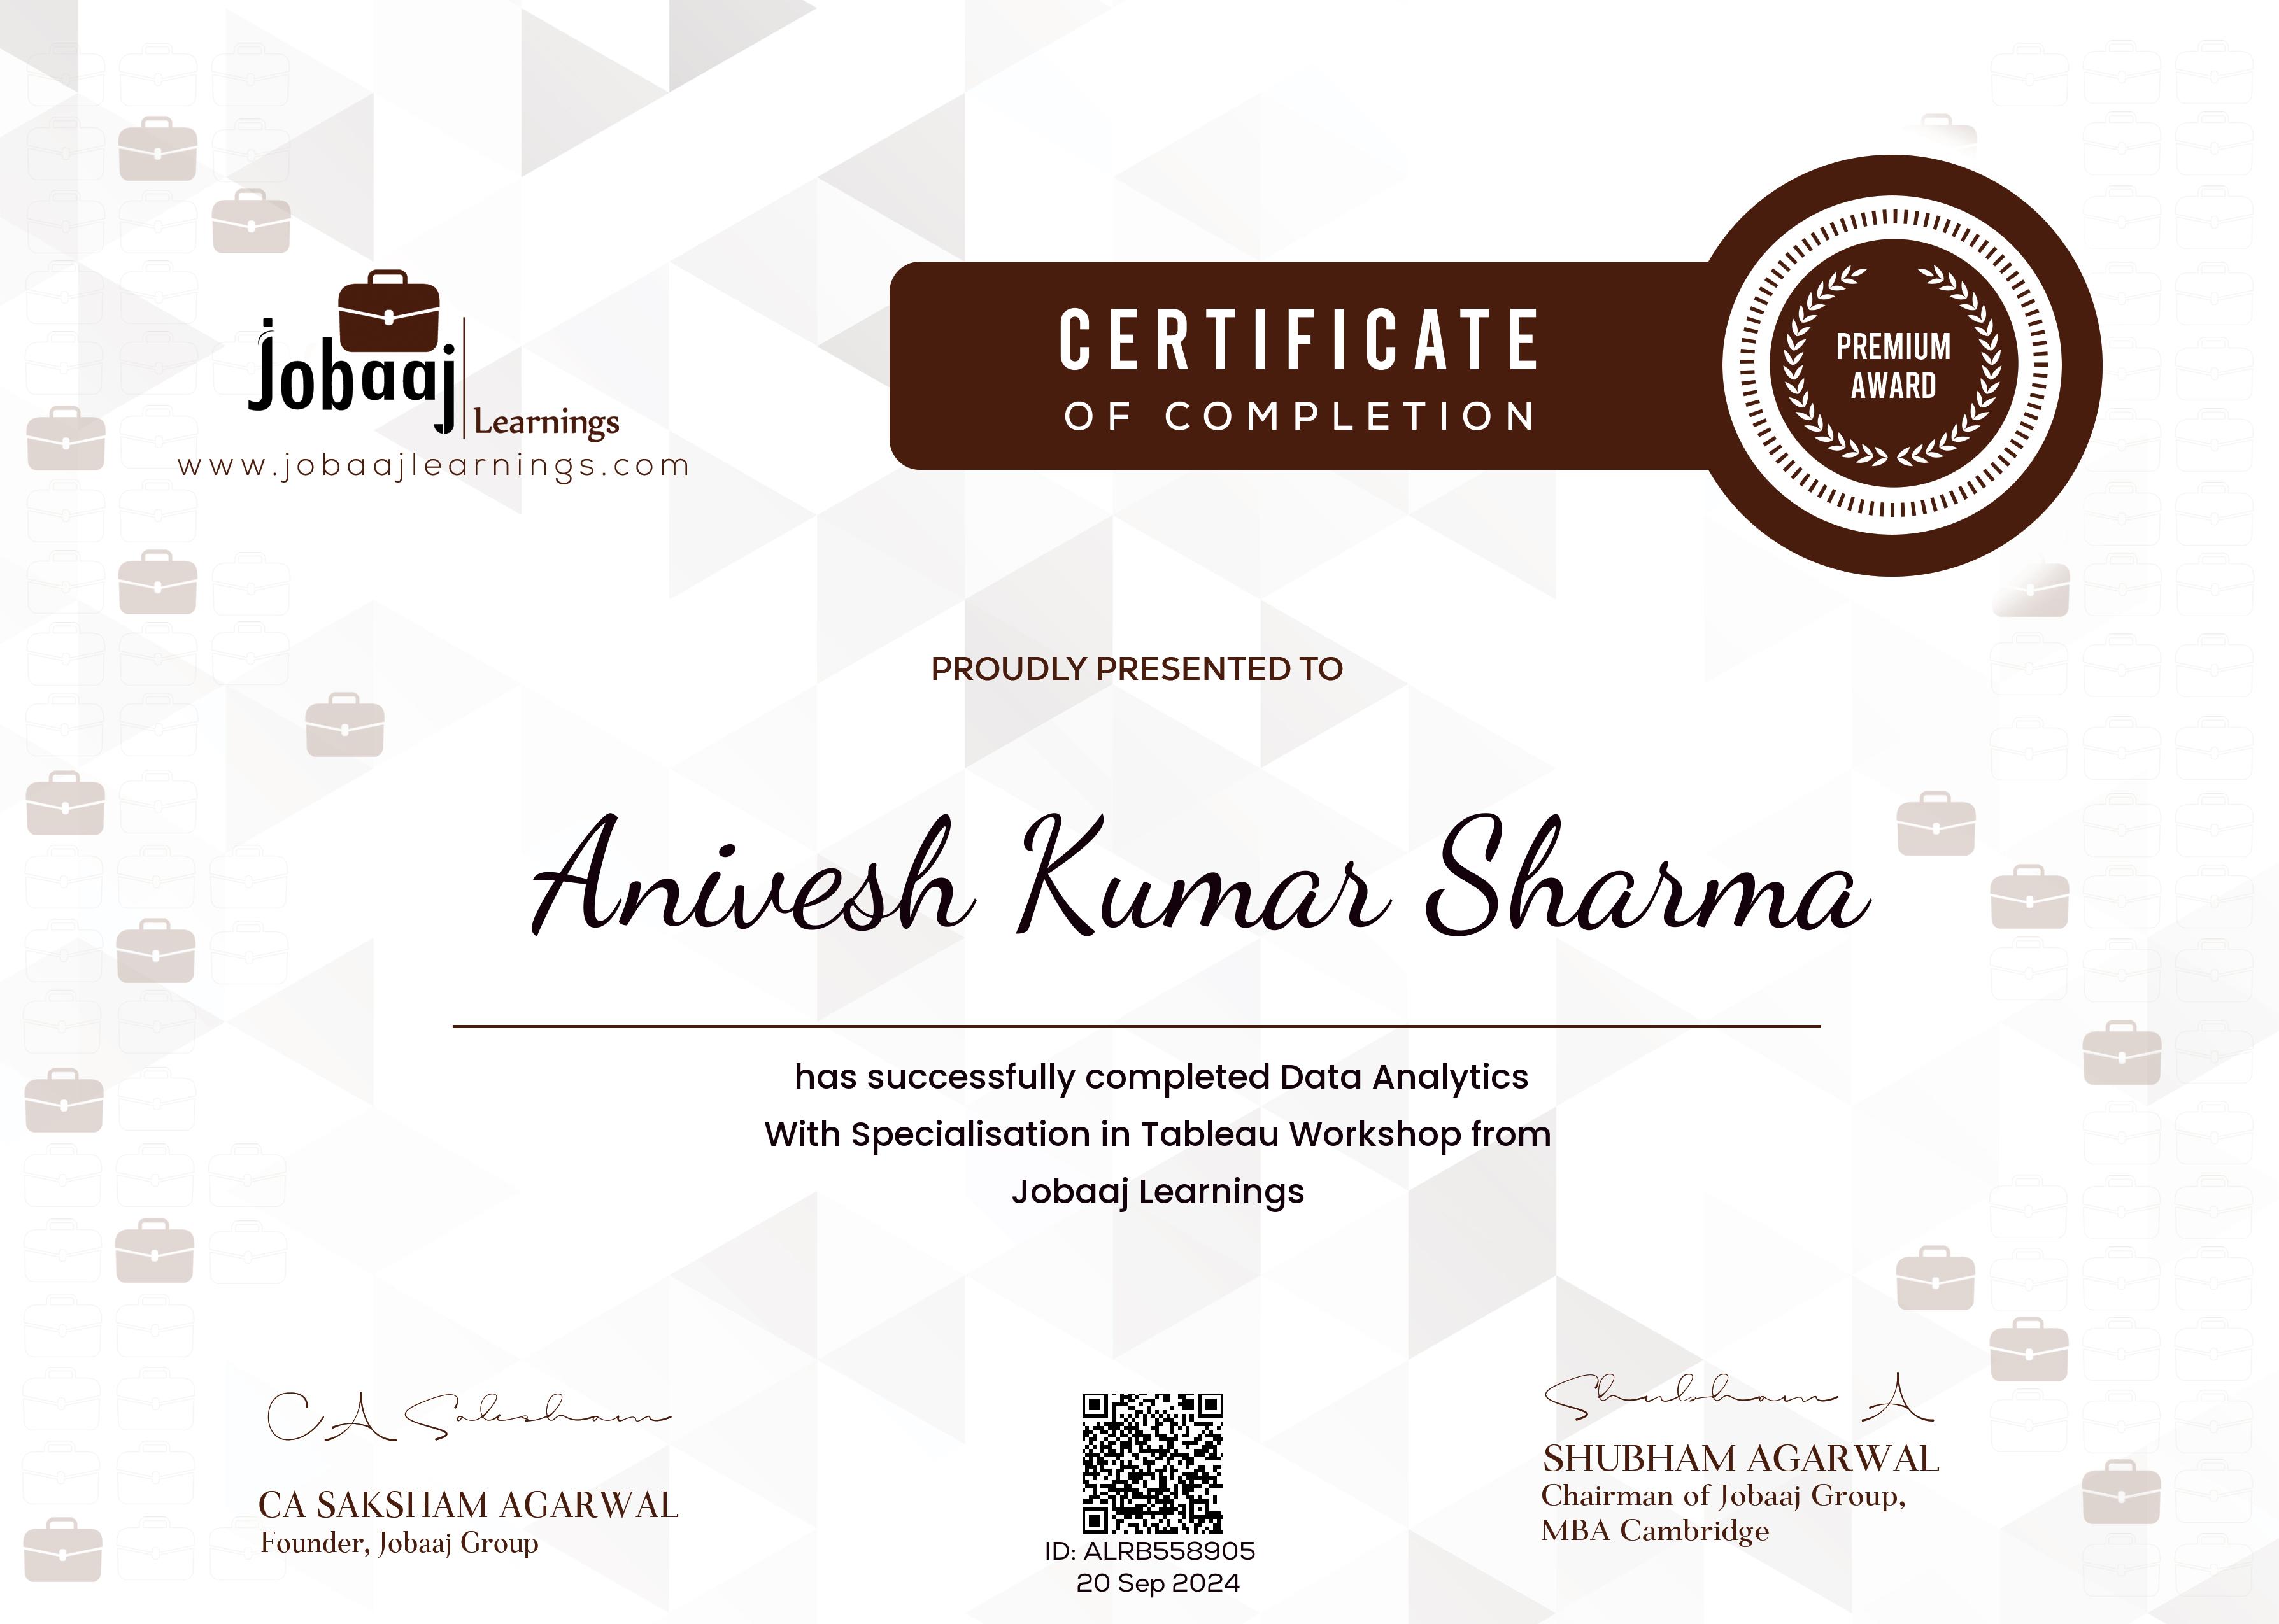 Jobaaj
Learnings
www.jobaajlearnings.com
CERTIFICATE
OF COMPLETION
PREMIUM
AWARD
PROUDLY PRESENTED TO
Anivesh Kumar Sharma
has successfully completed Data Analytics
With Specialisation in Tableau Workshop from
Jobaaj Learnings
CA Saksham
CA SAKSHAM AGARWAL
Founder, Jobaaj Group
ID: ALRB558905
20 Sep 2024
Shubham A
SHUBHAM AGARWAL
Chairman of Jobaaj Group,
MBA Cambridge